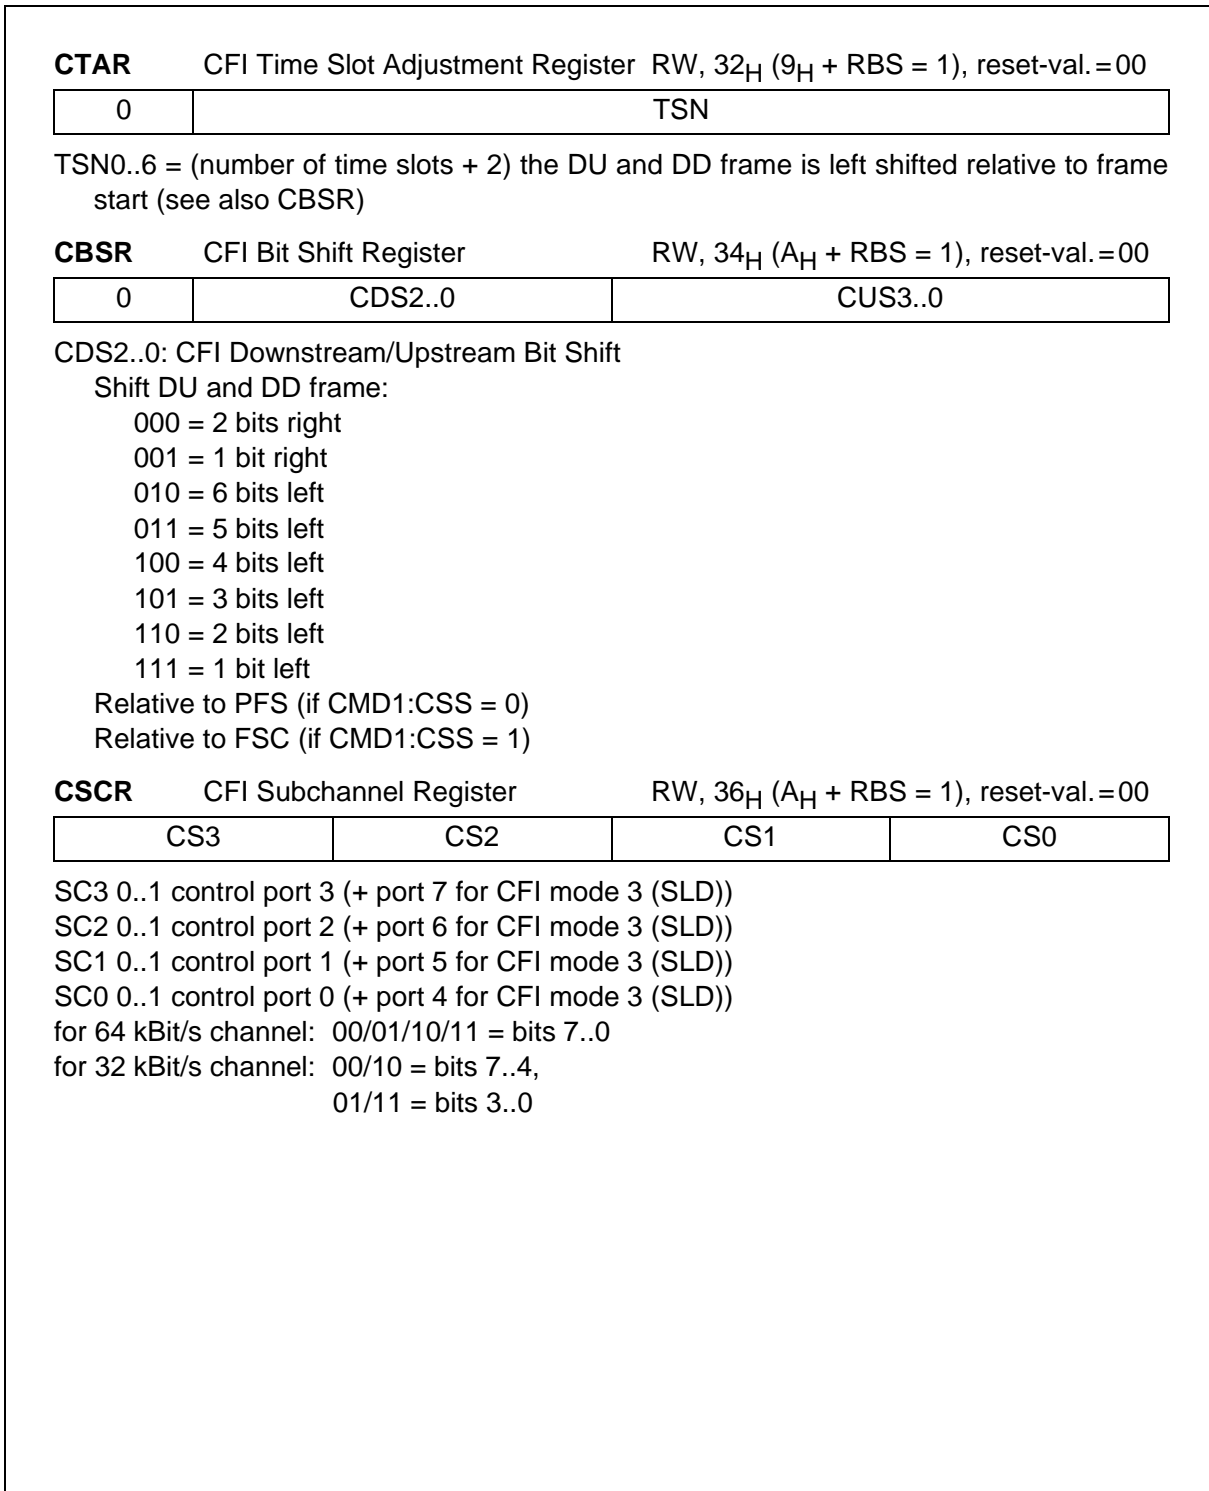 CTAR CFI Time Slot Adjustment Register RW, 32H (9H + RBS = 1), reset-val. = 00
0 TSN
TSN0..6 = (number of time slots + 2) the DU and DD frame is left shifted relative to frame
start (see also CBSR)
CBSR CFI Bit Shift Register RW, 34H (AH + RBS = 1), reset-val. = 00
0 CDS2..0 CUS3..0
CDS2..0: CFI Downstream/Upstream Bit Shift
Shift DU and DD frame:
000 = 2 bits right
001 = 1 bit right
010 = 6 bits left
011 = 5 bits left
100 = 4 bits left
101 = 3 bits left
110 = 2 bits left
111 = 1 bit left
Relative to PFS (if CMD1:CSS = 0)
Relative to FSC (if CMD1:CSS = 1)
CSCR CFI Subchannel Register RW, 36H (AH + RBS = 1), reset-val. = 00
CS3 CS2 CS1 CS0
SC3 0..1 control port 3 (+ port 7 for CFI mode 3 (SLD))
SC2 0..1 control port 2 (+ port 6 for CFI mode 3 (SLD))
SC1 0..1 control port 1 (+ port 5 for CFI mode 3 (SLD))
SC0 0..1 control port 0 (+ port 4 for CFI mode 3 (SLD))
for 64 kBit/s channel: 00/01/10/11 = bits 7..0
for 32 kBit/s channel: 00/10 = bits 7..4,
01/11 = bits 3..0